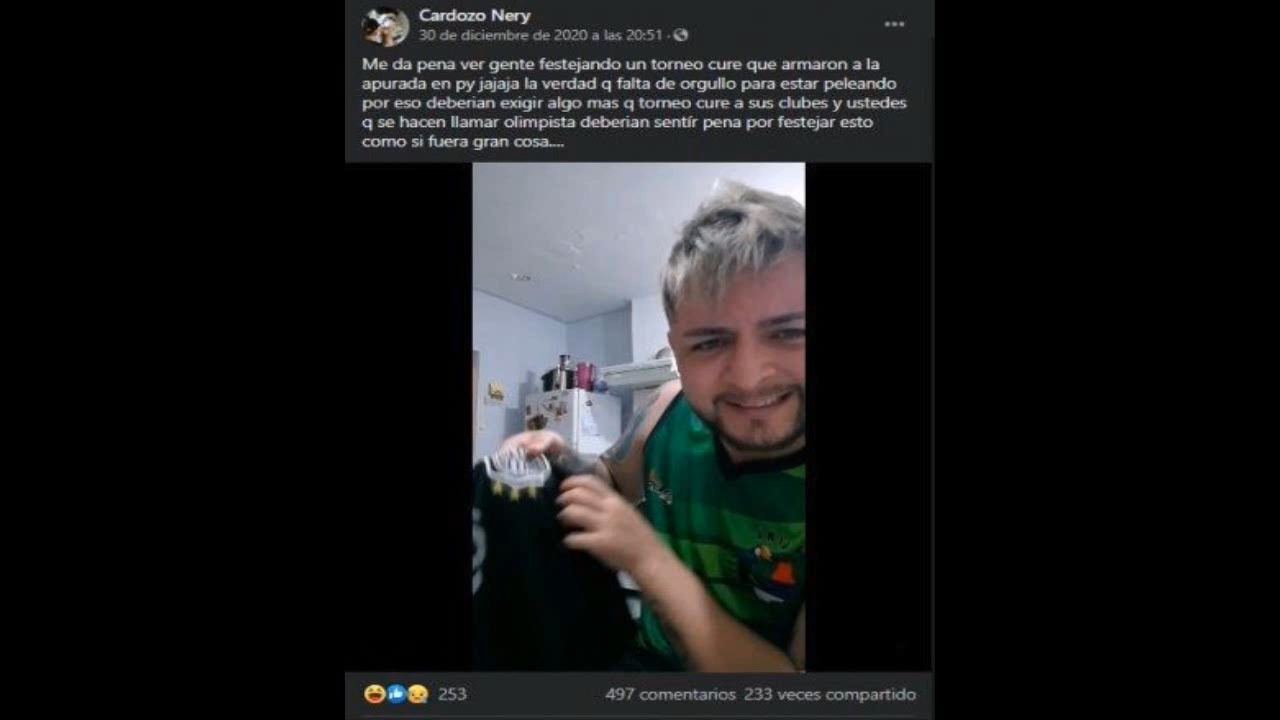 Cardozo Nery
30 de diciembre de 2020 a las 20:51 ·
Me da pena ver gente festejando un torneo cure que armaron a la
apurada en py jajaja la verdad q falta de orgullo para estar peleando
por eso deberian exigir algo mas q torneo cure a sus clubes y ustedes
q se hacen llamar olimpista deberian sentír pena por festejar esto
como si fuera gran cosa....
253
497 comentarios 233 veces compartido